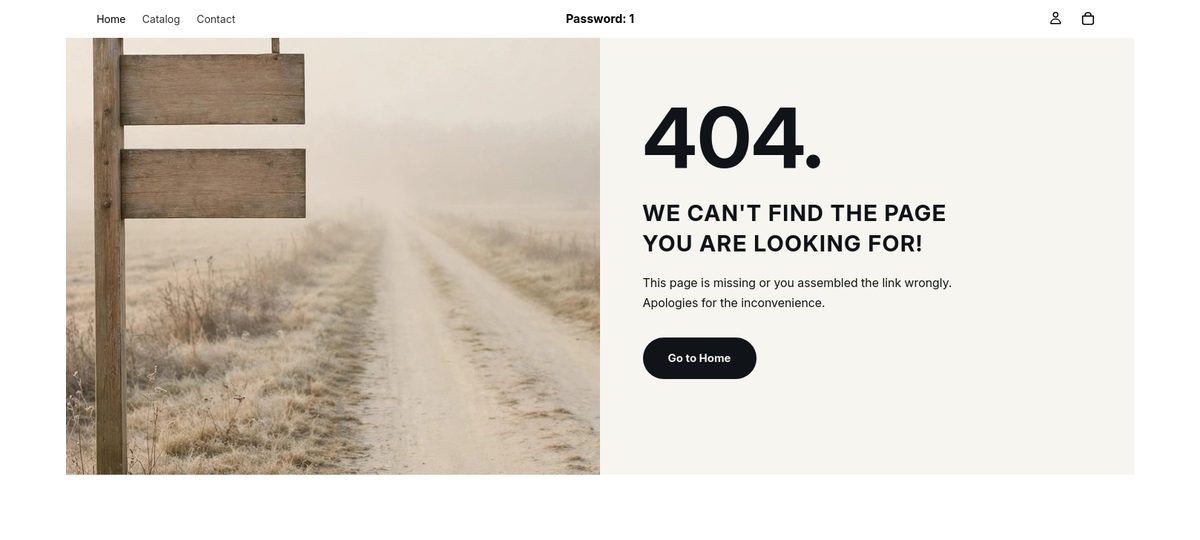 Home Catalog Contact Password: 1
404.
WE CAN'T FIND THE PAGE
YOU ARE LOOKING FOR!
This page is missing or you assembled the link wrongly.
Apologies for the inconvenience.
Go to Home